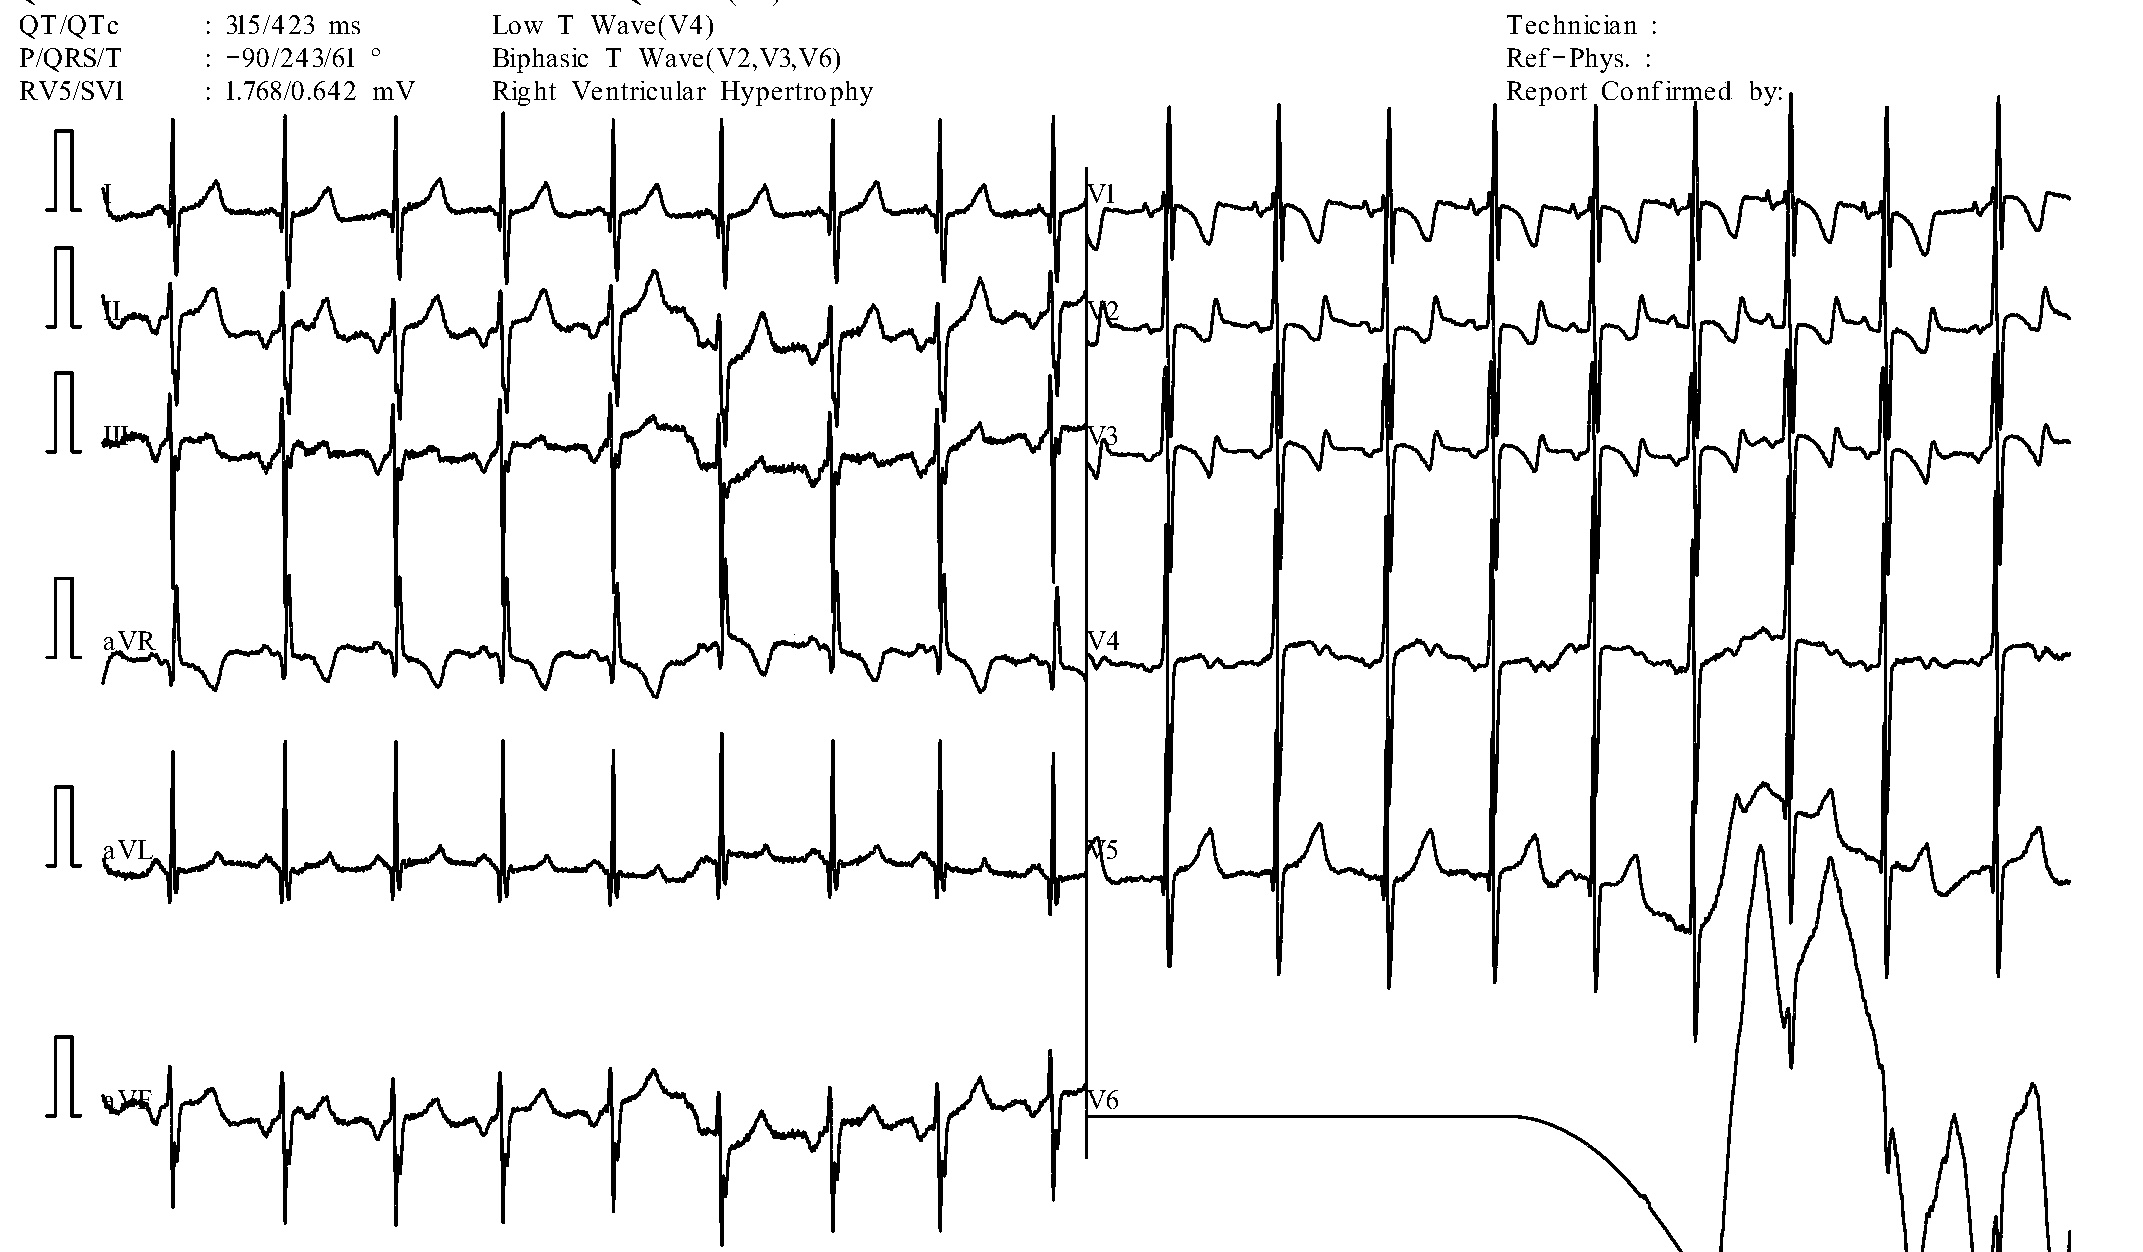 QT/QTc : 315/423 ms Low T Wave(V4) Technician :
P/QRS/T : -90/243/61 ° Biphasic T Wave(V2,V3,V6) Ref-Phys. :
RV5/SV1 : 1.768/0.642 mV Right Ventricular Hypertrophy Report Confirmed by:
I V1
II V2
III V3
aVR V4
aVL V5
aVF V6